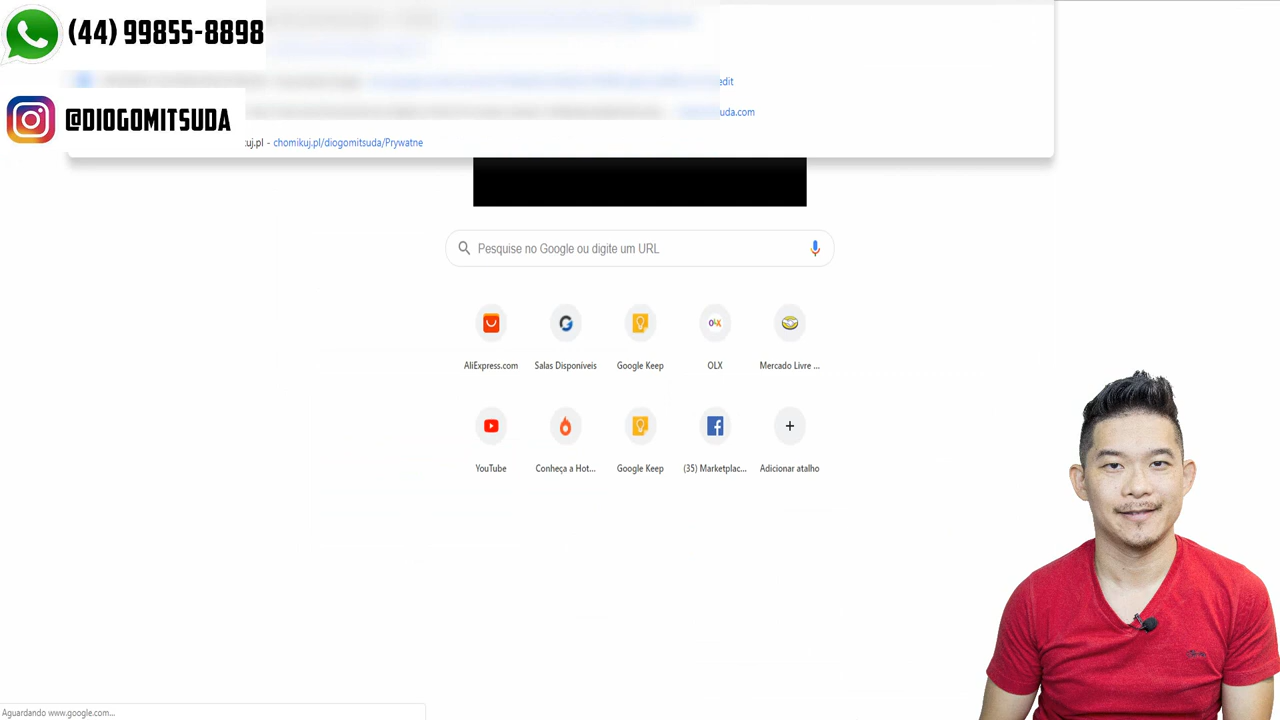 (44) 99855-8898
edit
@DIOGOMITSUDA
uda.com
kuj.pl - chomikuj.pl/diogomitsuda/Prywatne
Pesquise no Google ou digite um URL
AliExpress.com
Salas Disponíveis
Google Keep
OLX
Mercado Livre ...
YouTube
Conheça a Hot...
Google Keep
(35) Marketplac...
Adicionar atalho
Aguardando www.google.com...